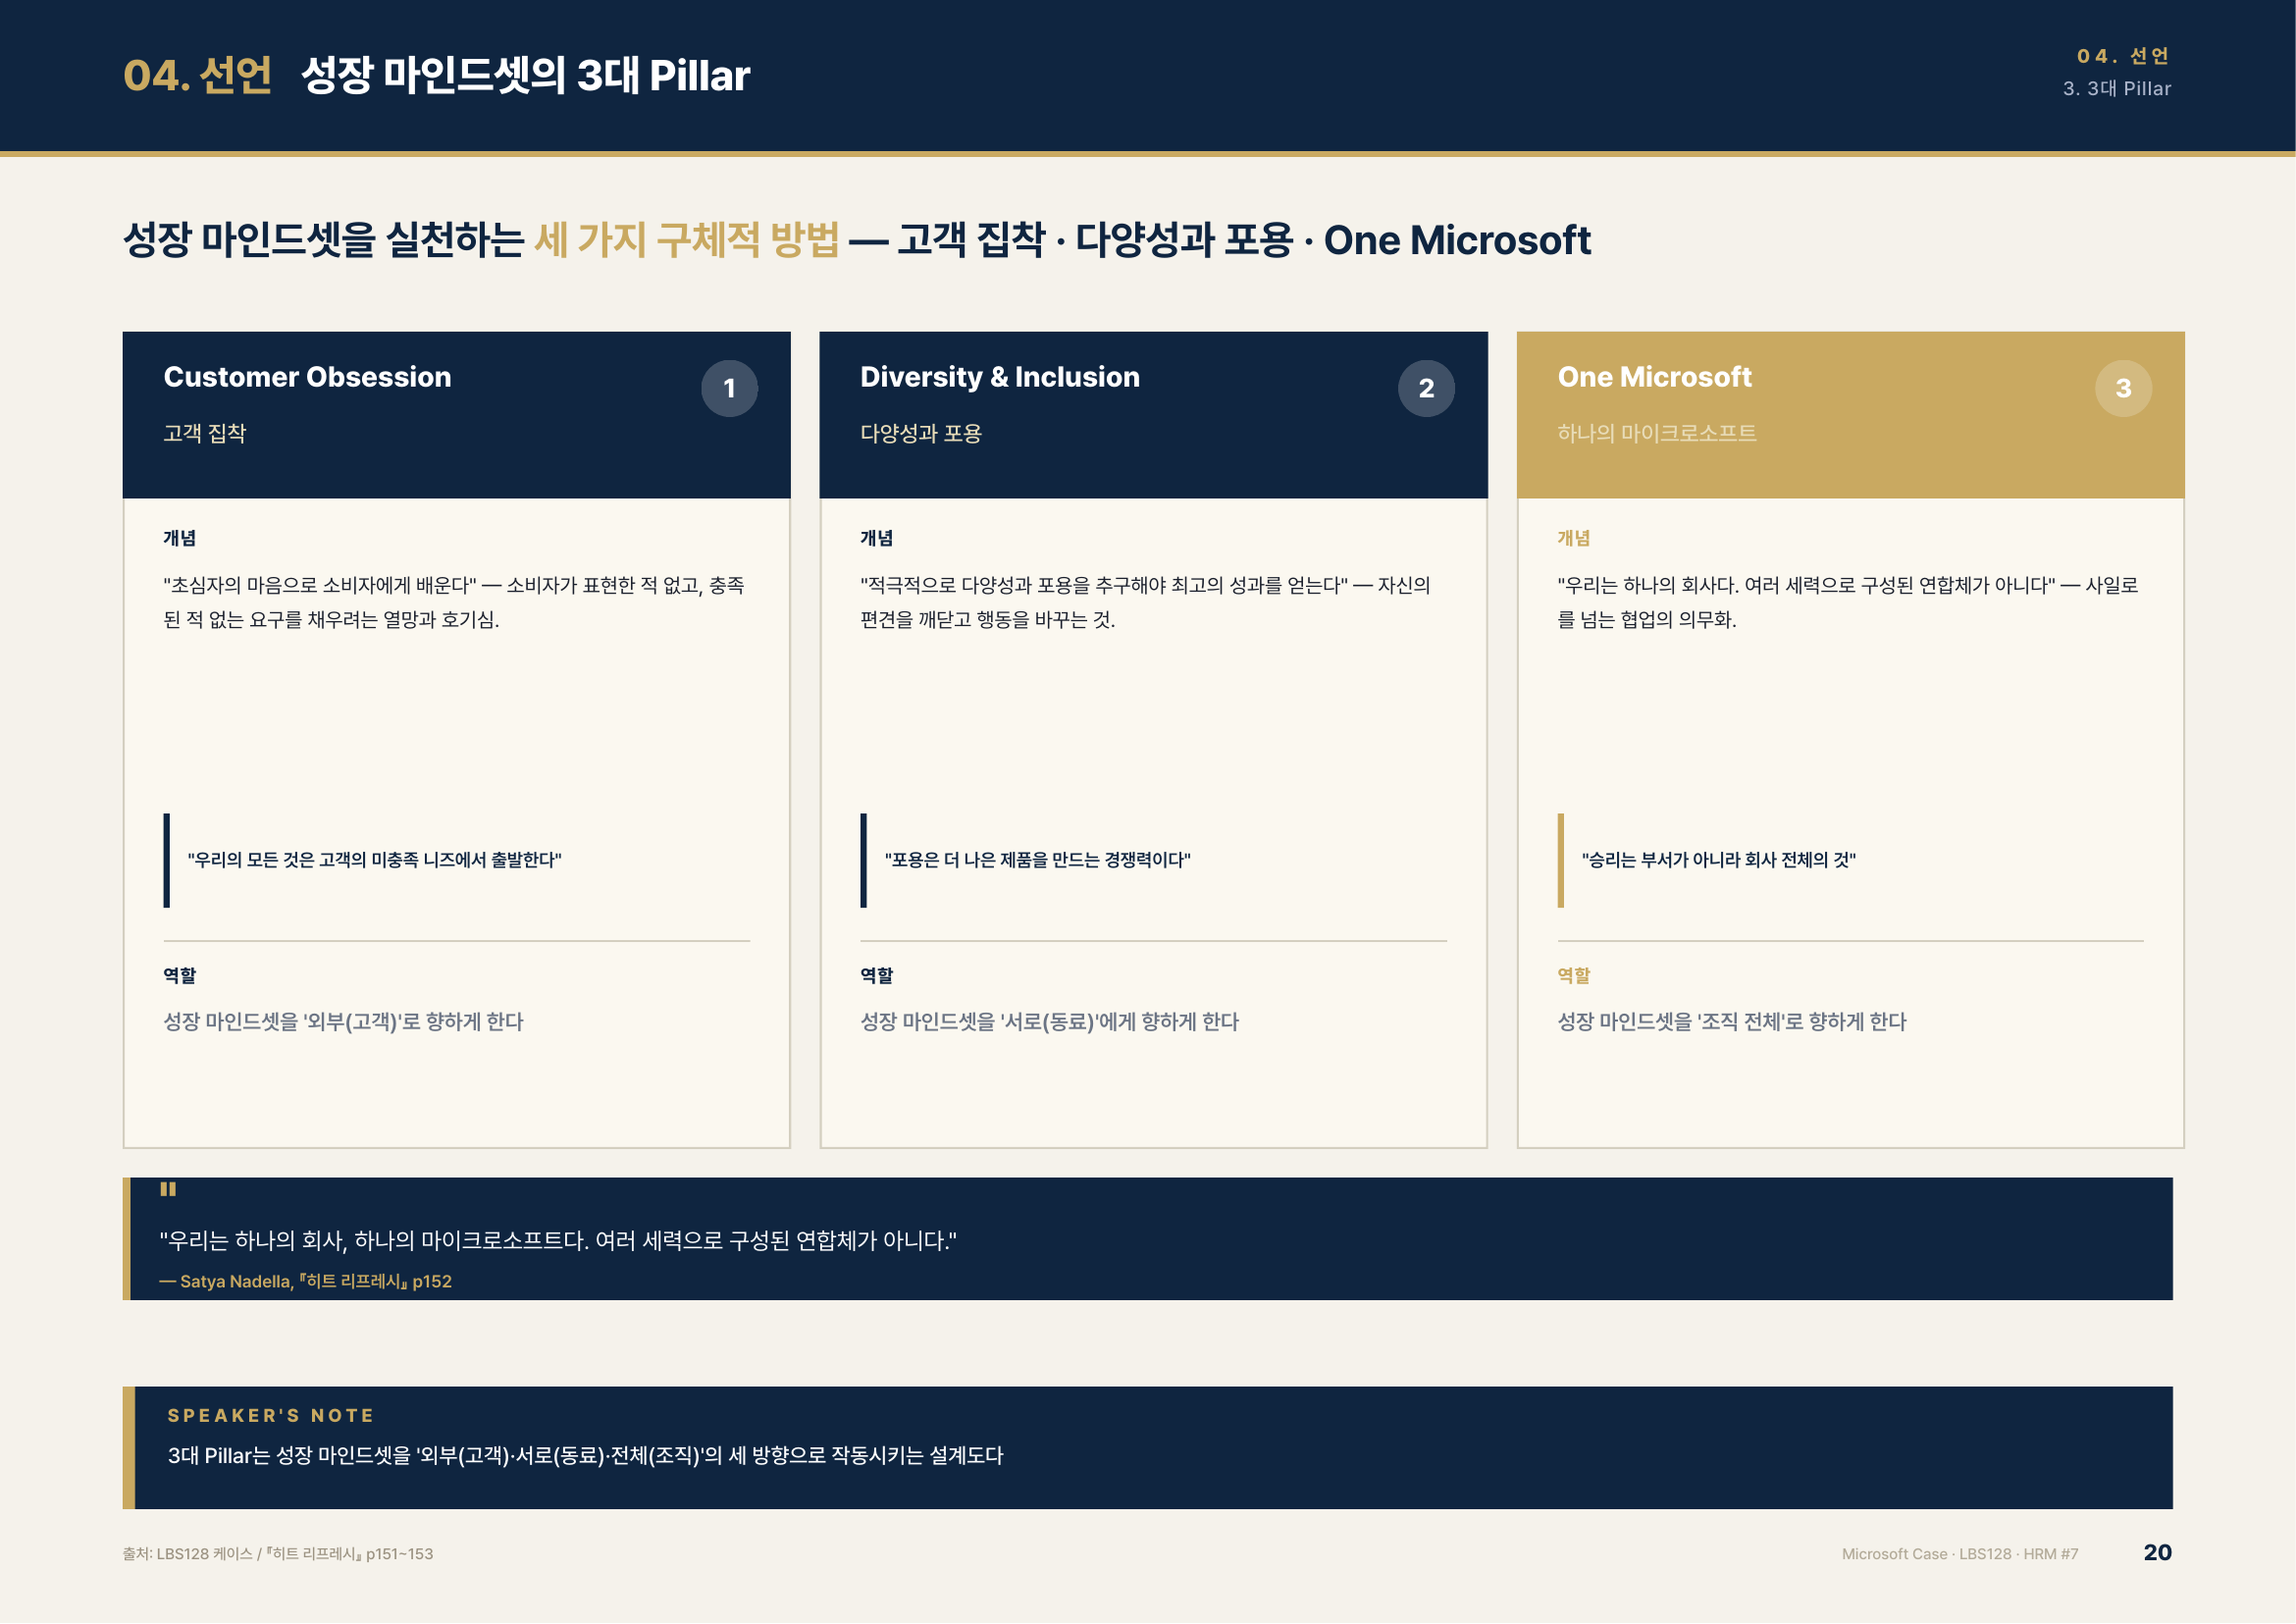 04. 선언 성장 마인드셋의 3대 Pillar
04. 선언
3. 3대 Pillar
성장 마인드셋을 실천하는 세 가지 구체적 방법 — 고객 집착 · 다양성과 포용 · One Microsoft
Customer Obsession
1
고객 집착
개념
"초심자의 마음으로 소비자에게 배운다" — 소비자가 표현한 적 없고, 충족
된 적 없는 요구를 채우려는 열망과 호기심.
"우리의 모든 것은 고객의 미충족 니즈에서 출발한다"
역할
성장 마인드셋을 '외부(고객)'로 향하게 한다
Diversity & Inclusion
2
다양성과 포용
개념
"적극적으로 다양성과 포용을 추구해야 최고의 성과를 얻는다" — 자신의
편견을 깨닫고 행동을 바꾸는 것.
"포용은 더 나은 제품을 만드는 경쟁력이다"
역할
성장 마인드셋을 '서로(동료)'에게 향하게 한다
One Microsoft
3
하나의 마이크로소프트
개념
"우리는 하나의 회사다. 여러 세력으로 구성된 연합체가 아니다" — 사일로
를 넘는 협업의 의무화.
"승리는 부서가 아니라 회사 전체의 것"
역할
성장 마인드셋을 '조직 전체'로 향하게 한다
"
"우리는 하나의 회사, 하나의 마이크로소프트다. 여러 세력으로 구성된 연합체가 아니다."
— Satya Nadella, 『히트 리프레시』 p152
SPEAKER'S NOTE
3대 Pillar는 성장 마인드셋을 '외부(고객)·서로(동료)·전체(조직)'의 세 방향으로 작동시키는 설계도다
출처: LBS128 케이스 / 『히트 리프레시』 p151~153
Microsoft Case · LBS128 · HRM #7
20